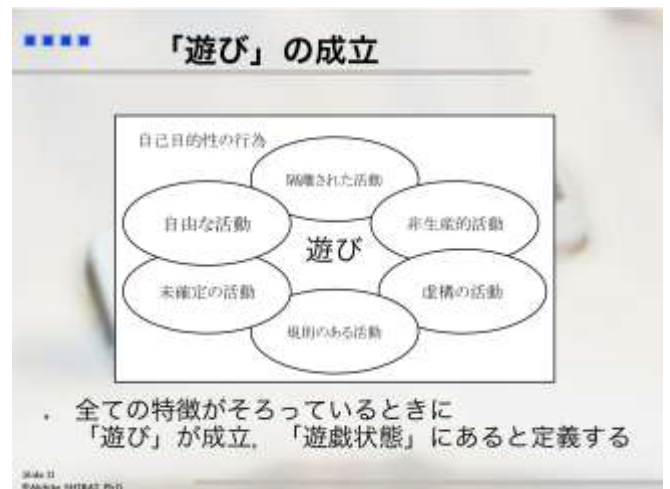 「遊び」の成立
自己目的性の行為
隔離された活動
自由な活動
非生産的活動
遊び
未確定の活動
虚構の活動
規則のある活動
. 全ての特徴がそろっているときに
「遊び」が成立．「遊戯状態」にあると定義する
Slide 11